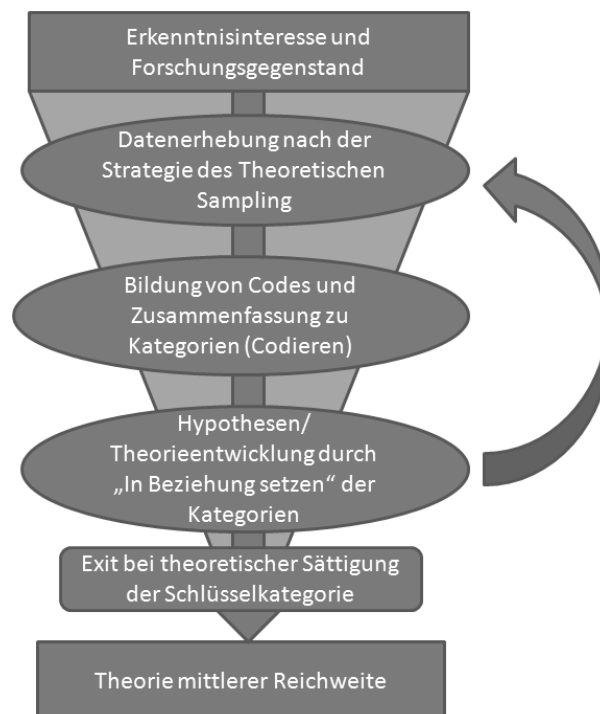 Erkenntnisinteresse und
Forschungsgegenstand
Datenerhebung nach der
Strategie des Theoretischen
Sampling
Bildung von Codes und
Zusammenfassung zu
Kategorien (Codieren)
Hypothesen/
Theorieentwicklung durch
„In Beziehung setzen“ der
Kategorien
Exit bei theoretischer Sättigung
der Schlüsselkategorie
Theorie mittlerer Reichweite